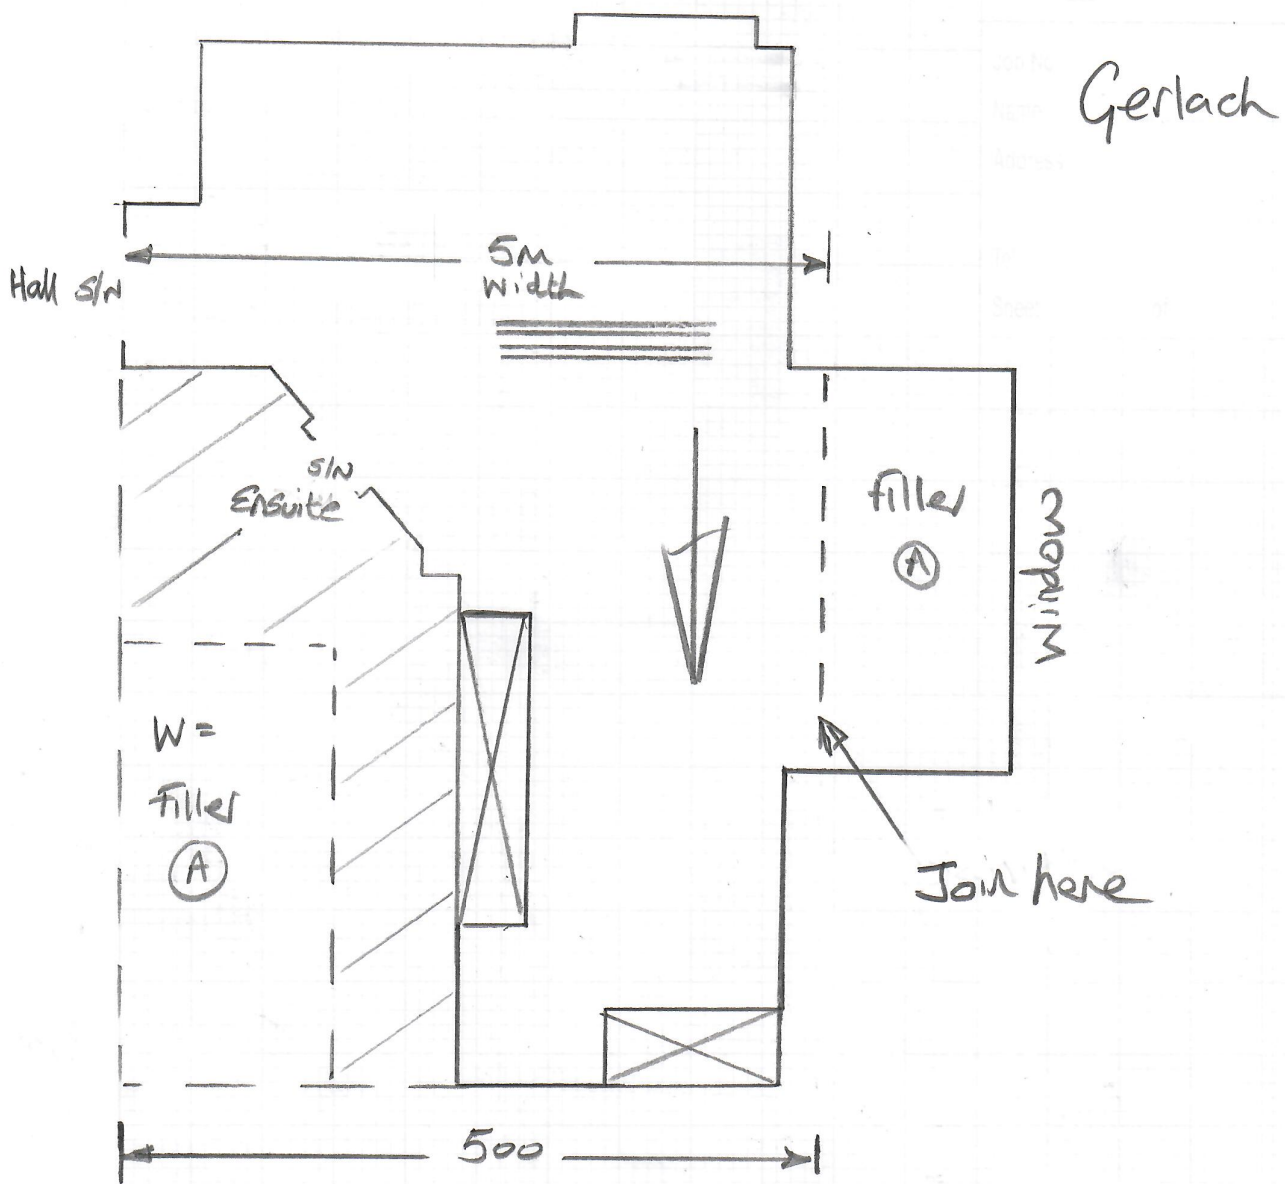 Gerlach
5m
Width
Hall S/N
S/N
Ensuite
filler
A
Window
W =
Filler
A
Join here
500